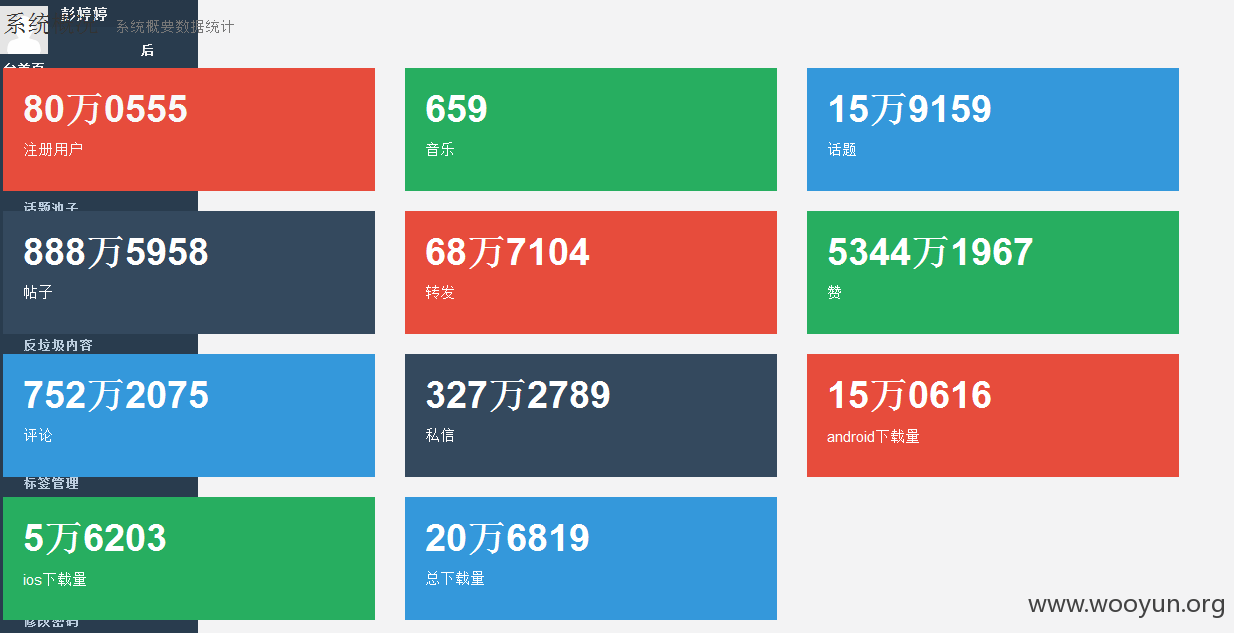 彭婷婷
系统
系统概要数据统计
后
台首页
80万0555
注册用户
659
音乐
15万9159
话题
话题池子
888万5958
帖子
68万7104
转发
5344万1967
赞
反垃圾内容
752万2075
评论
327万2789
私信
15万0616
android下载量
标签管理
5万6203
ios下载量
20万6819
总下载量
修改密码
www.wooyun.org